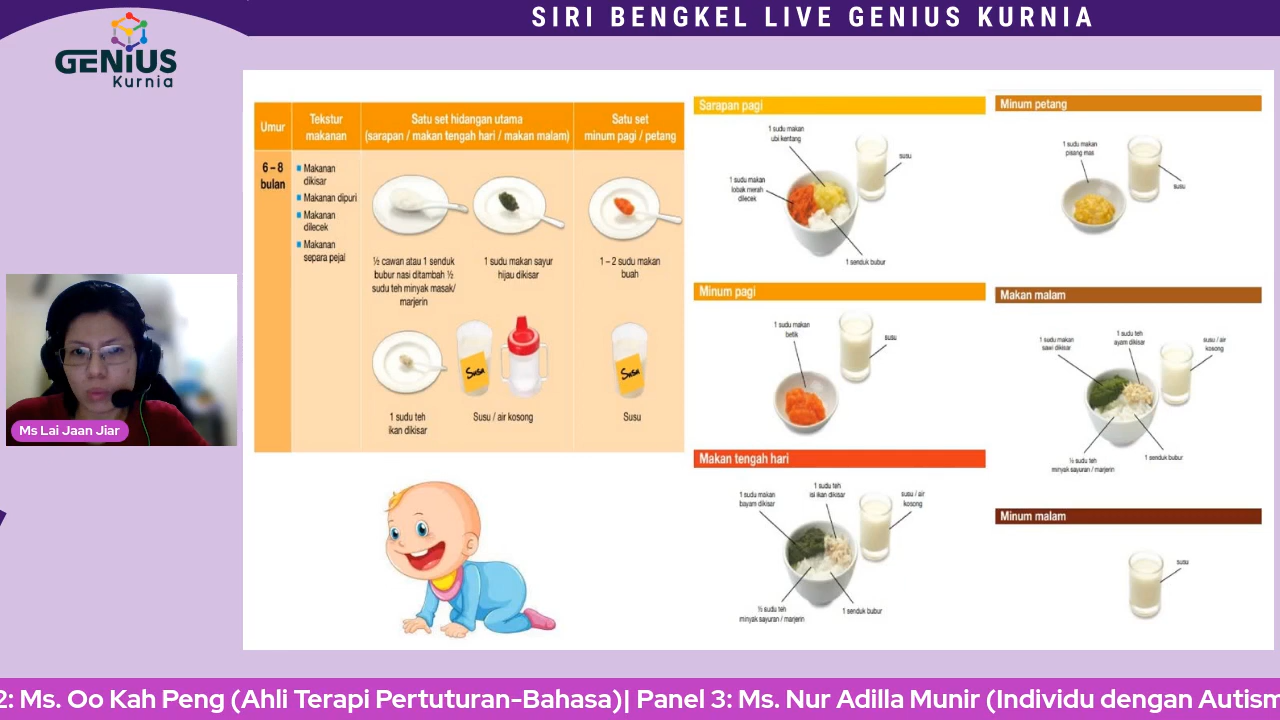 SIRI BENGKEL LIVE GENIUS KURNIA
GENIUS
Kurnia
Umur
Tekstur
makanan
Satu set hidangan utama
(sarapan / makan tengah hari / makan malam)
Satu set
minum pagi / petang
6 – 8
bulan
Makanan
dikisar
Makanan dipuri
Makanan
dilecek
Makanan
separa pejal
½ cawan atau 1 senduk
bubur nasi ditambah ½
sudu teh minyak masak/
marjerin
1 sudu makan sayur
hijau dikisar
1 – 2 sudu makan
buah
Susu
Susu
1 sudu teh
ikan dikisar
Susu / air kosong
Susu
Sarapan pagi
1 sudu makan
ubi kentang
susu
1 sudu makan
lobak merah
dilecek
1 senduk bubur
Minum pagi
1 sudu makan
betik
susu
Makan tengah hari
1 sudu makan
bayam dikisar
1 sudu teh
isi ikan dikisar
susu / air
kosong
½ sudu teh
minyak sayuran / marjerin
1 senduk bubur
Minum petang
1 sudu makan
pisang mas
susu
Makan malam
1 sudu makan
sawi dikisar
1 sudu teh
ayam dikisar
susu / air
kosong
½ sudu teh
minyak sayuran / marjerin
1 senduk bubur
Minum malam
susu
Ms Lai Jaan Jiar
2: Ms. Oo Kah Peng (Ahli Terapi Pertuturan-Bahasa)| Panel 3: Ms. Nur Adilla Munir (Individu dengan Autism